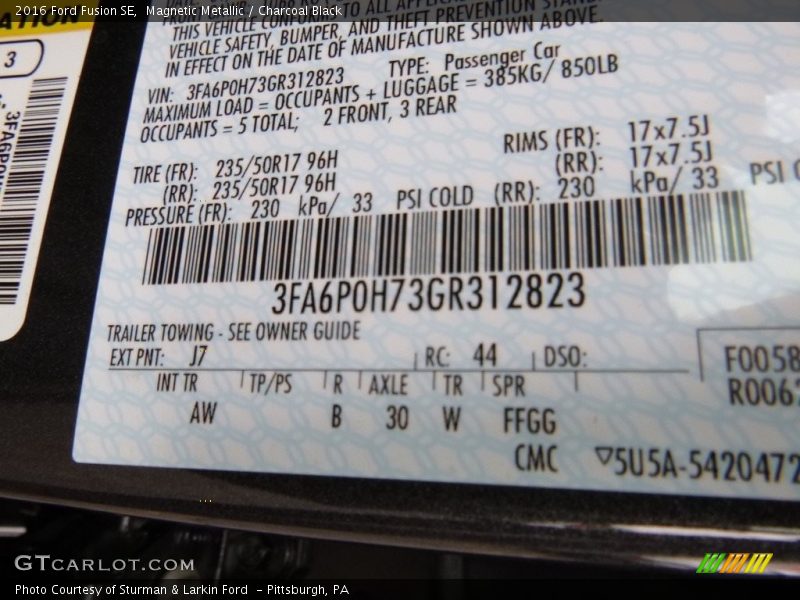 2016 Ford Fusion SE, Magnetic Metallic / Charcoal Black
THIS VEHICLE CONFORMS TO ALL
VEHICLE SAFETY, BUMPER, AND THEFT PREVENTION
IN EFFECT ON THE DATE OF MANUFACTURE SHOWN ABOVE.
VIN: 3FA6P0H73GR312823 TYPE: Passenger Car
MAXIMUM LOAD = OCCUPANTS + LUGGAGE = 385KG/ 850LB
OCCUPANTS = 5 TOTAL; 2 FRONT, 3 REAR
TIRE (FR): 235/50R17 96H RIMS (FR): 17x7.5J
(RR): 235/50R17 96H (RR): 17x7.5J
PRESSURE (FR): 230 kPa/ 33 PSI COLD (RR): 230 kPa/ 33 PSI
3FA6P0H73GR312823
TRAILER TOWING - SEE OWNER GUIDE
EXT PNT: J7 RC: 44 DSO:
INT TR TP/PS R AXLE TR SPR
AW B 30 W FFGG
F0058
R006
CMC ▽5U5A-5420472
3
GTCARLOT.COM
Photo Courtesy of Sturman & Larkin Ford - Pittsburgh, PA